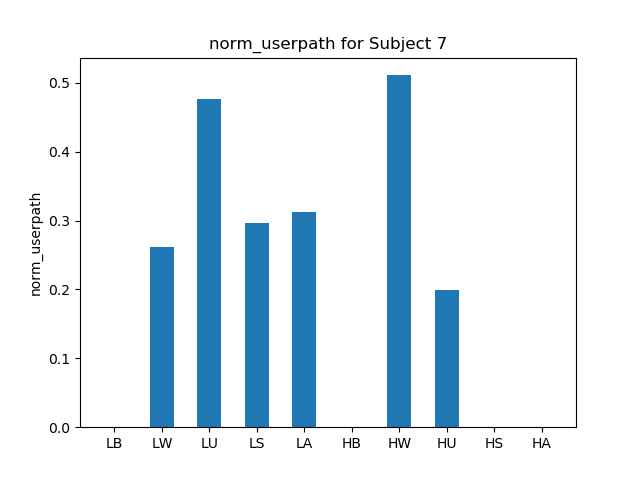 norm_userpath for Subject 7
norm_userpath
0.5
0.4
0.3
0.2
0.1
0.0
LB LW LU LS LA HB HW HU HS HA